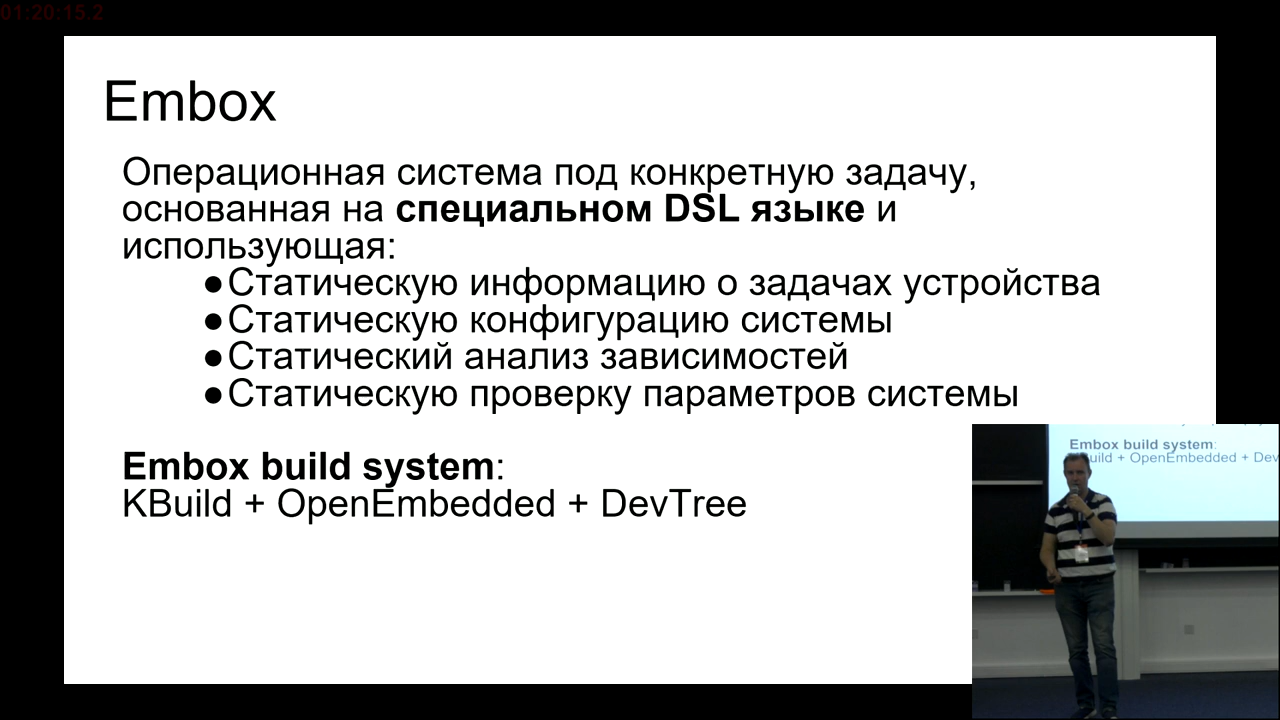 01:20:15.2
Embox
Операционная система под конкретную задачу,
основанная на специальном DSL языке и
использующая:
●Статическую информацию о задачах устройства
●Статическую конфигурацию системы
●Статический анализ зависимостей
●Статическую проверку параметров системы
Embox build system:
KBuild + OpenEmbedded + DevTree
Embox build system:
KBuild + OpenEmbedded + Dev